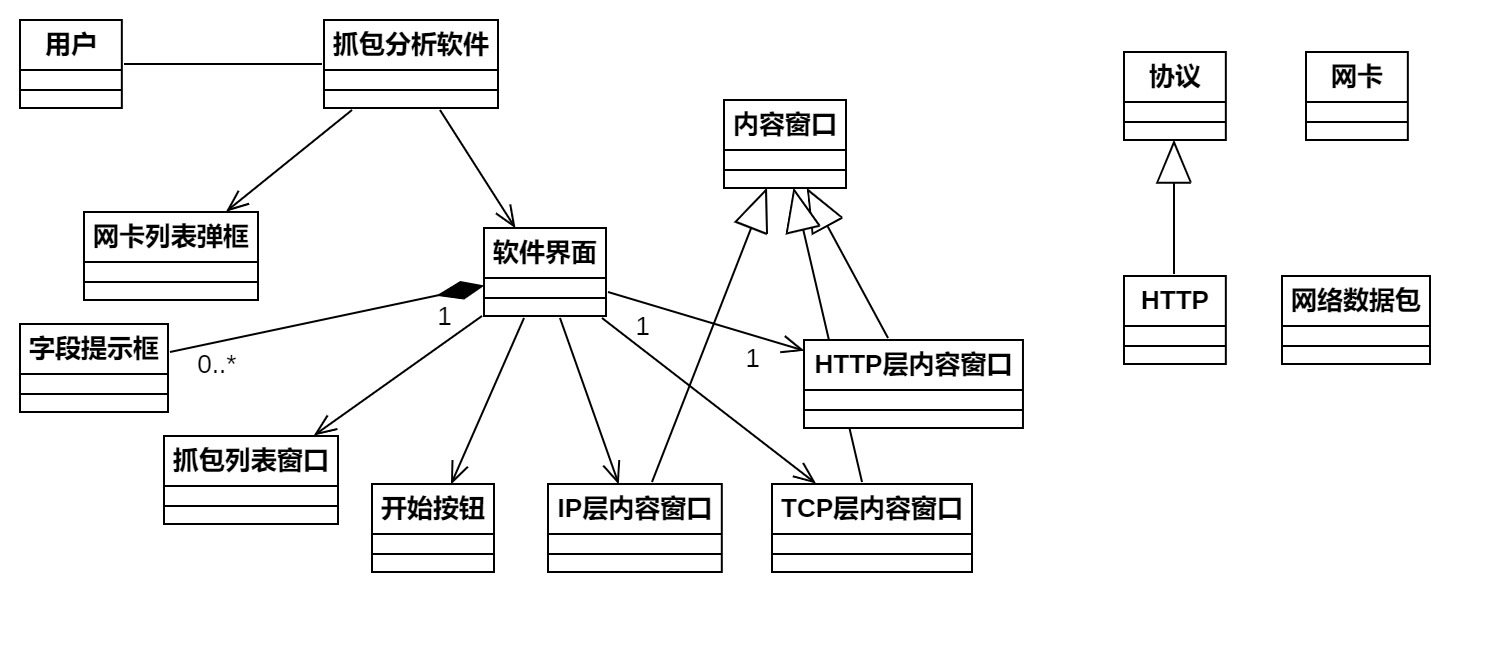 用户
抓包分析软件
协议
网卡
内容窗口
网卡列表弹框
软件界面
HTTP
网络数据包
1
1
字段提示框
0..*
1
HTTP层内容窗口
抓包列表窗口
开始按钮
IP层内容窗口
TCP层内容窗口